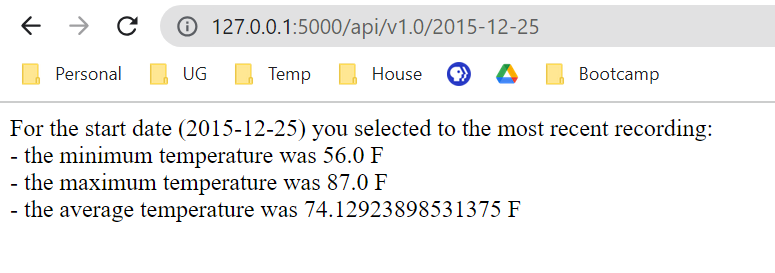 127.0.0.1:5000/api/v1.0/2015-12-25
Personal UG Temp House Bootcamp
For the start date (2015-12-25) you selected to the most recent recording:
- the minimum temperature was 56.0 F
- the maximum temperature was 87.0 F
- the average temperature was 74.12923898531375 F